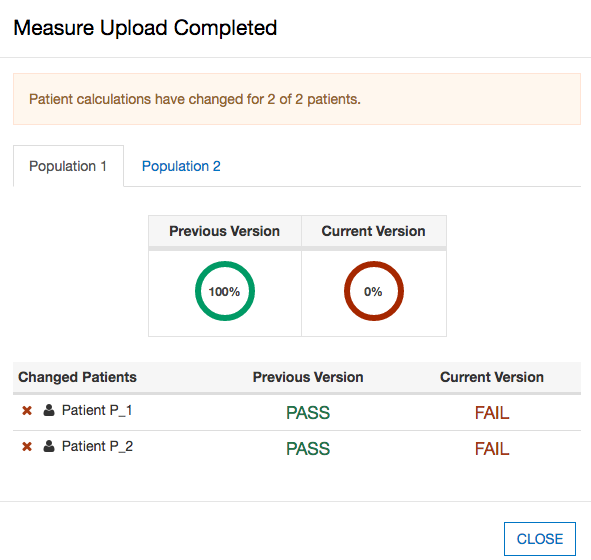 Measure Upload Completed
Patient calculations have changed for 2 of 2 patients.
Population 1 Population 2
Previous Version Current Version
100% 0%
Changed Patients Previous Version Current Version
Patient P_1 PASS FAIL
Patient P_2 PASS FAIL
CLOSE